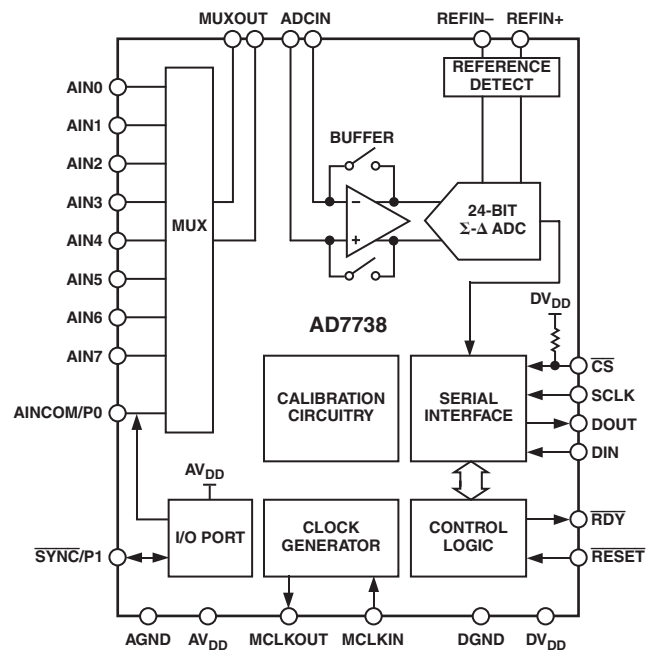 MUXOUT ADCIN REFIN– REFIN+
REFERENCE
DETECT
AIN0
AIN1
AIN2
AIN3
AIN4
AIN5
AIN6
AIN7
AINCOM/P0
SYNC/P1
MUX
BUFFER
–
+
24-BIT
Σ-Δ ADC
AD7738
DVDD
CALIBRATION
CIRCUITRY
SERIAL
INTERFACE
CS
SCLK
DOUT
DIN
AVDD
I/O PORT
CLOCK
GENERATOR
CONTROL
LOGIC
RDY
RESET
AGND AVDD MCLKOUT MCLKIN DGND DVDD